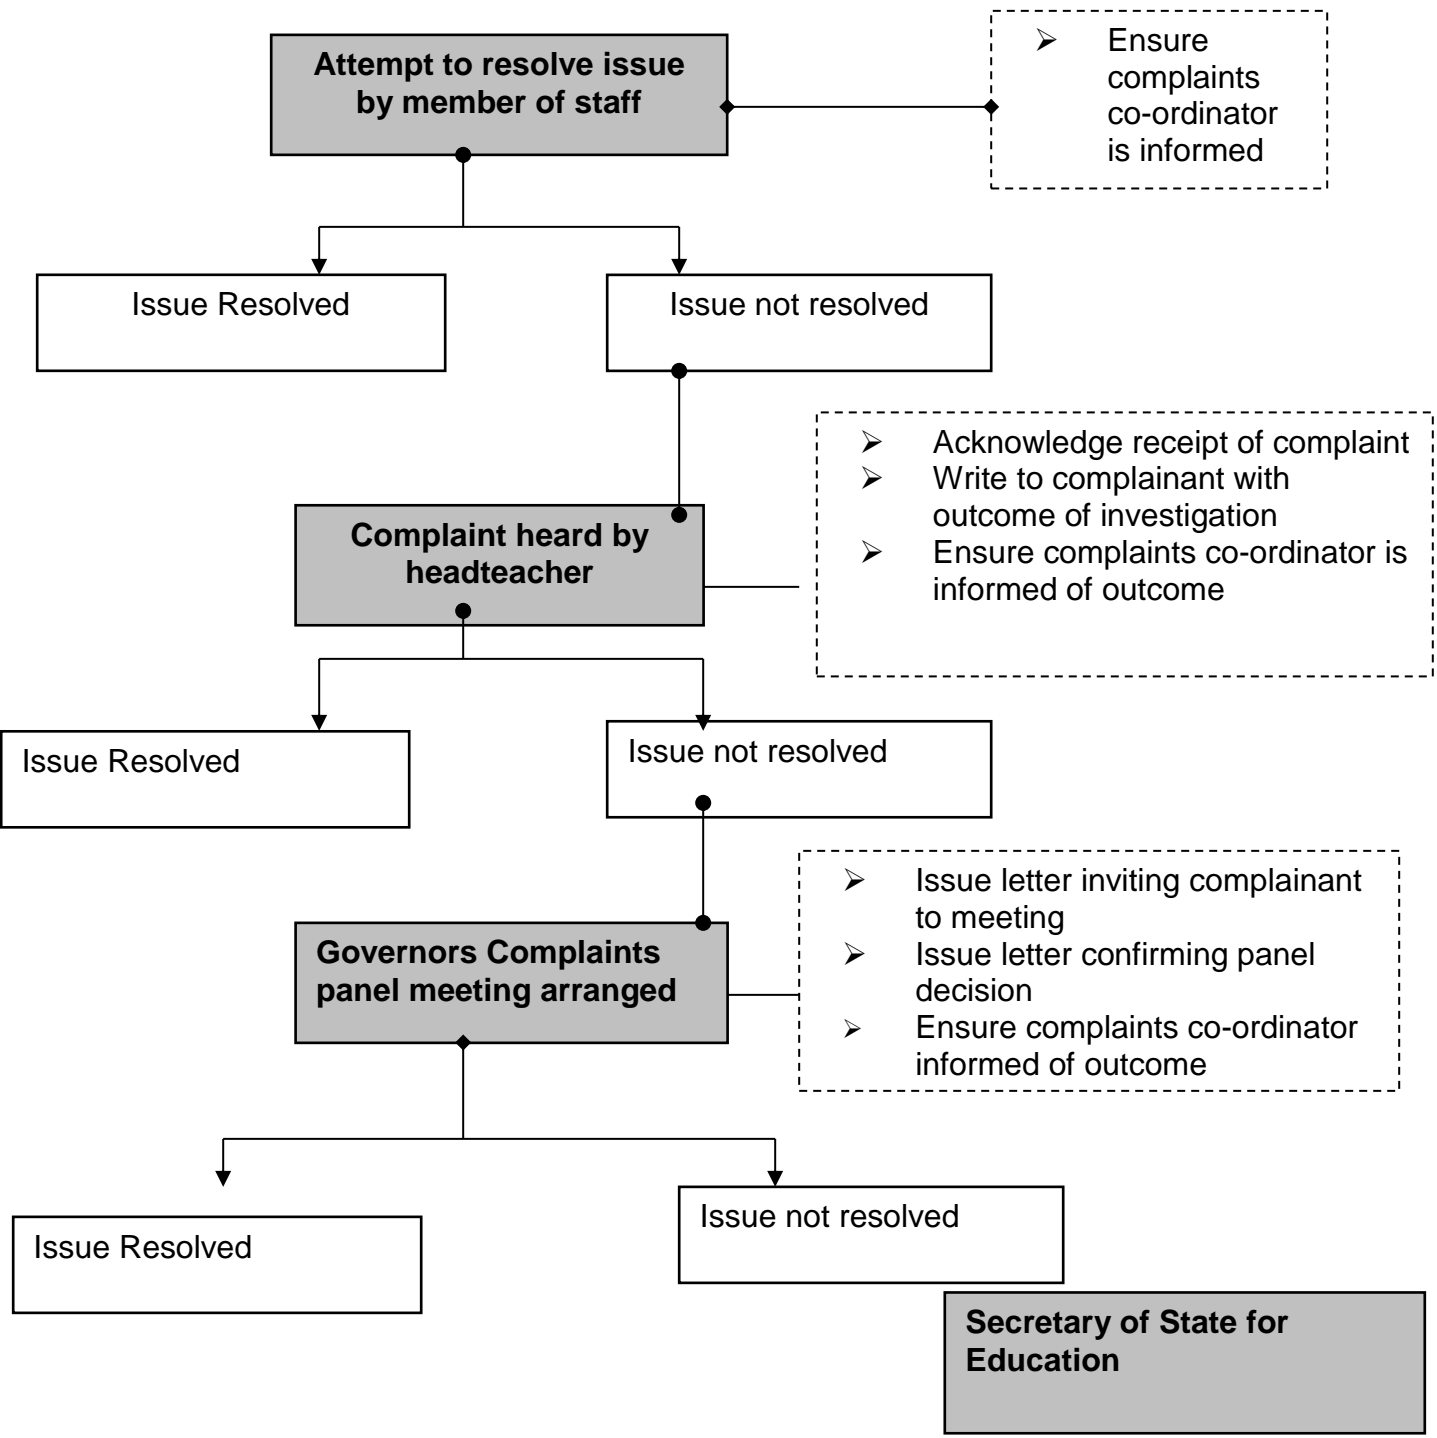 Attempt to resolve issue
by member of staff
➢ Ensure
complaints
co-ordinator
is informed
Issue Resolved
Issue not resolved
➢ Acknowledge receipt of complaint
➢ Write to complainant with
outcome of investigation
➢ Ensure complaints co-ordinator is
informed of outcome
Complaint heard by
headteacher
Issue Resolved
Issue not resolved
➢ Issue letter inviting complainant
to meeting
➢ Issue letter confirming panel
decision
➢ Ensure complaints co-ordinator
informed of outcome
Governors Complaints
panel meeting arranged
Issue Resolved
Issue not resolved
Secretary of State for
Education